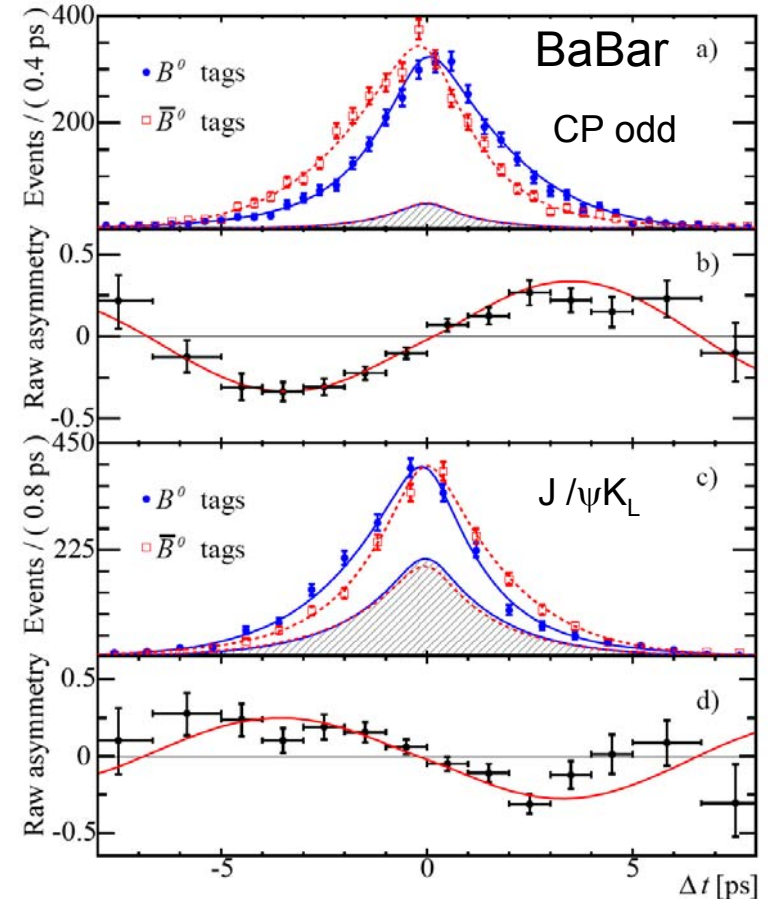 400
BaBar
a)
B⁰ tags
B̅⁰ tags
CP odd
200
Events / ( 0.4 ps )
b)
0.5
0
-0.5
Raw asymmetry
450
c)
J/ψK_L
B⁰ tags
B̅⁰ tags
225
Events / ( 0.8 ps )
d)
0.5
0
-0.5
Raw asymmetry
-5 0 5
Δt [ps]